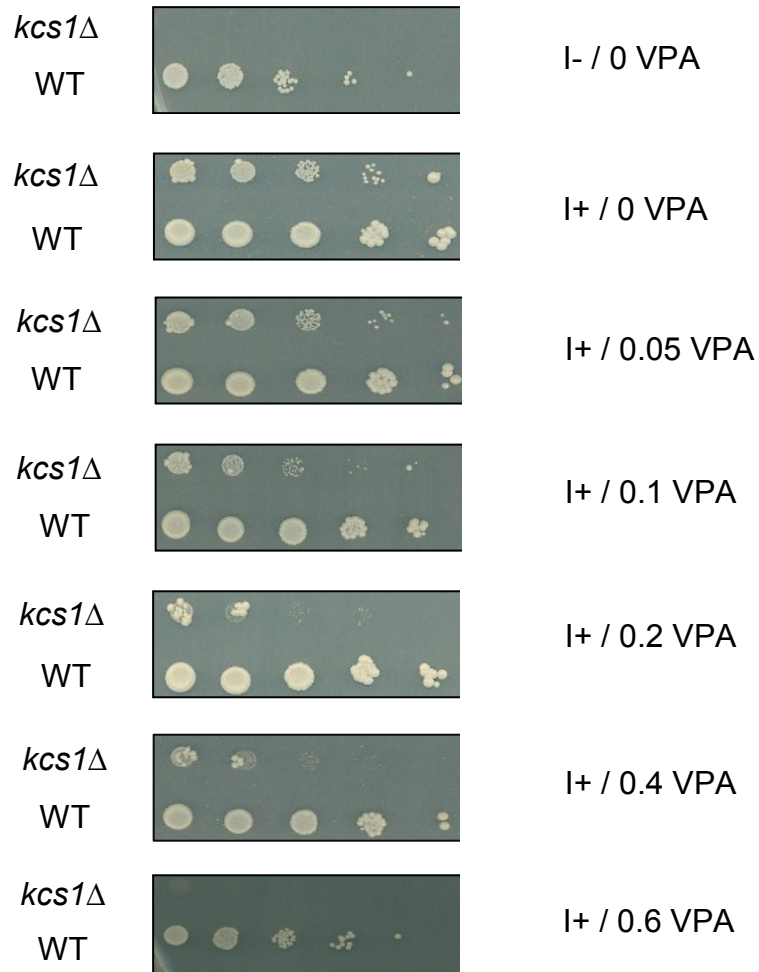 kcs1Δ
WT
I- / 0 VPA
kcs1Δ
WT
I+ / 0 VPA
kcs1Δ
WT
I+ / 0.05 VPA
kcs1Δ
WT
I+ / 0.1 VPA
kcs1Δ
WT
I+ / 0.2 VPA
kcs1Δ
WT
I+ / 0.4 VPA
kcs1Δ
WT
I+ / 0.6 VPA